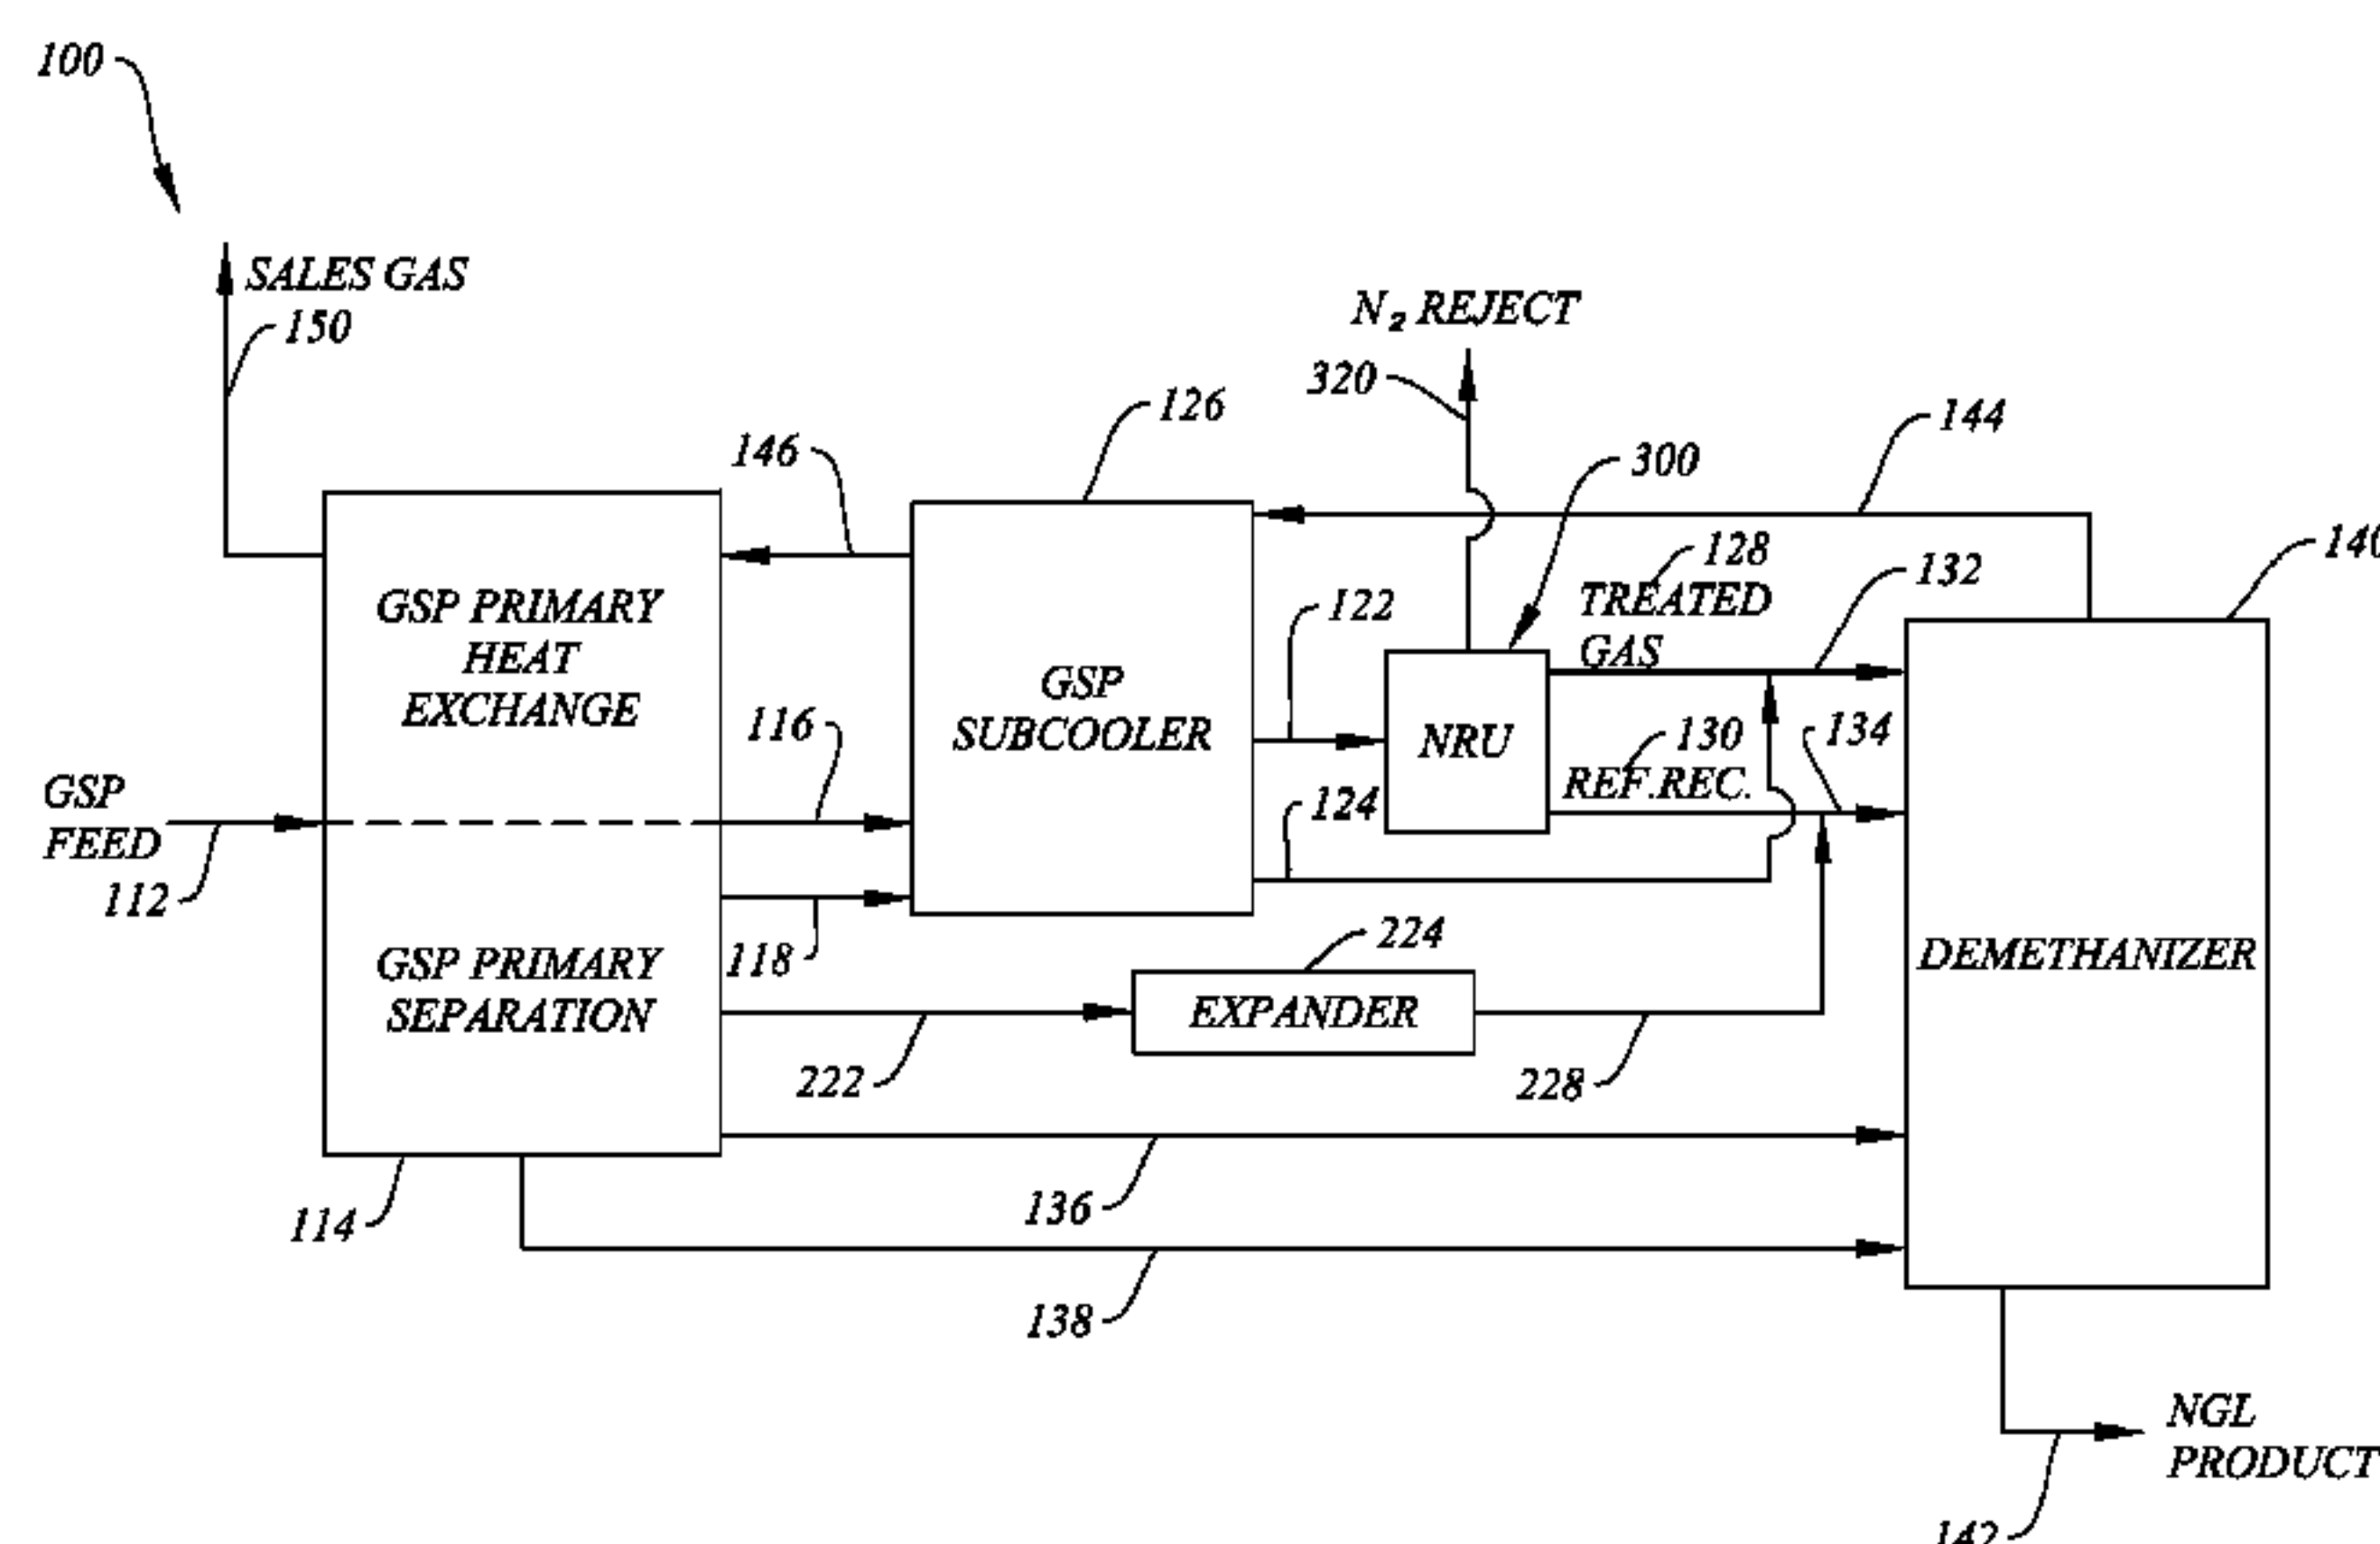 100
SALES GAS
150
N₂ REJECT
320
126
144
146
300
128
140
TREATED
GAS
132
GSP PRIMARY
HEAT
EXCHANGE
122
GSP
SUBCOOLER
116
NRU
130
134
REF.REC.
GSP
FEED
124
112
118
224
GSP PRIMARY
SEPARATION
DEMETHANIZER
EXPANDER
222
228
136
114
138
NGL
PRODUCT
142